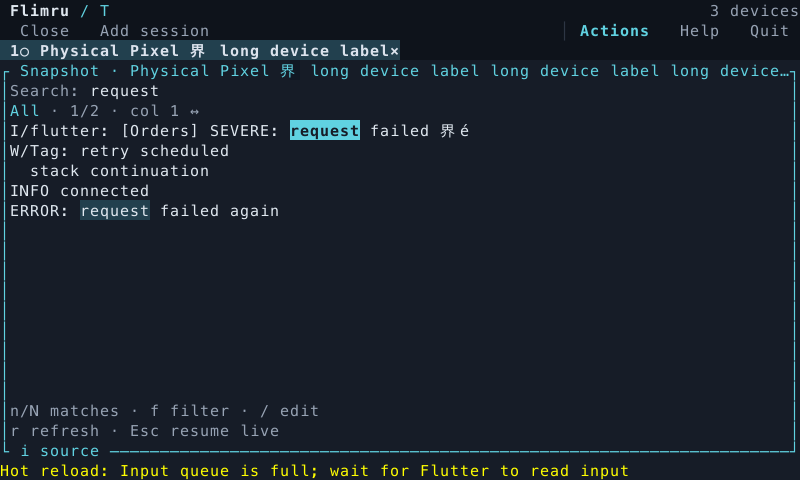 Flimru / T 3 devices
Close Add session Actions Help Quit
1○ Physical Pixel 界 long device label×
Snapshot · Physical Pixel 界 long device label long device label long device…
Search: request
All · 1/2 · col 1 ↔
I/flutter: [Orders] SEVERE: request failed 界 é
W/Tag: retry scheduled
stack continuation
INFO connected
ERROR: request failed again
n/N matches · f filter · / edit
r refresh · Esc resume live
i source
Hot reload: Input queue is full; wait for Flutter to read input